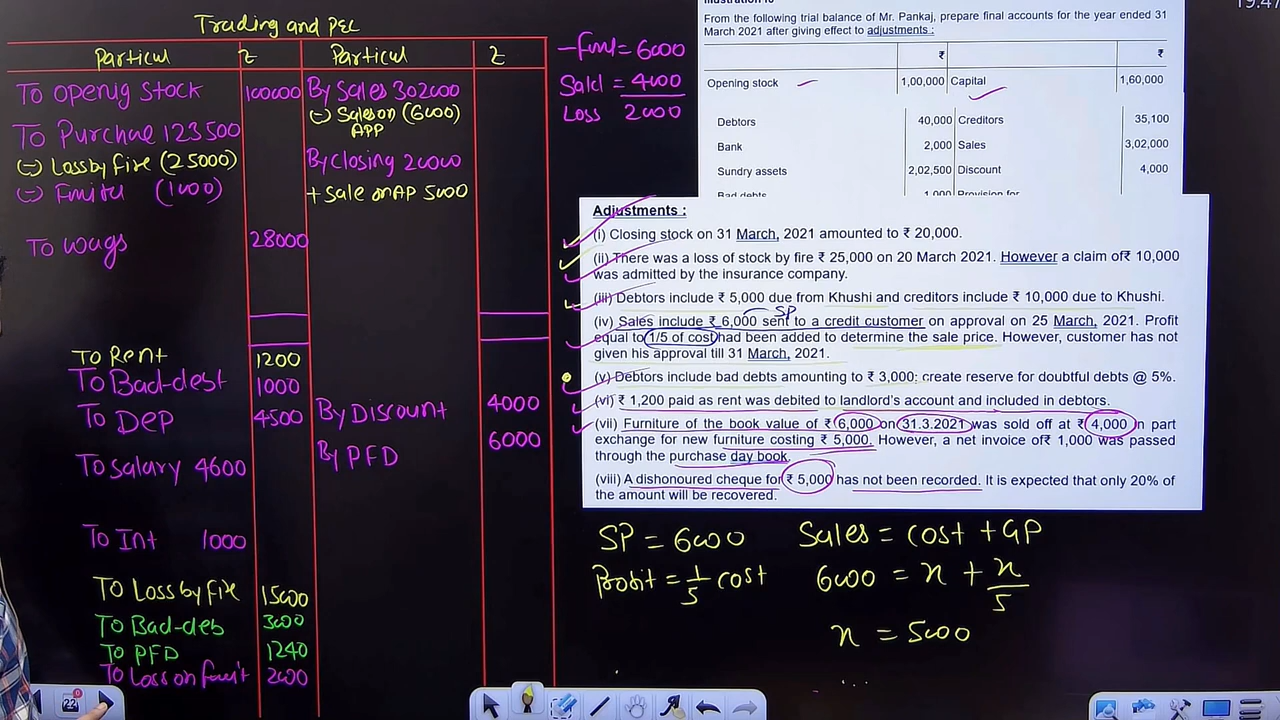 Trading and P&L
Particul ₹ Particul ₹
To Openig Stock 100000 By Sales 302000
(-) Sales on (6000)
APP
To Purchae 123500
(-) Loss by fire (25000) By Closing 20000
(-) Fnitu (1000) + Sale on AP 5000
To wags 28000
To Rent 1200
To Bad-dest 1000
To Dep 4500 By Discount 4000
To Salary 4600 By PFD 6000
To Int 1000
To Loss by fire 15000
To Bad-deb 3000
To PFD 1240
To Loss on furnit 2000
- Furn = 6000
Sald = 4000
Loss 2000
19:47
From the following trial balance of Mr. Pankaj, prepare final accounts for the year ended 31
March 2021 after giving effect to adjustments :
₹ ₹
Opening stock 1,00,000 Capital 1,60,000
Debtors 40,000 Creditors 35,100
Bank 2,000 Sales 3,02,000
Sundry assets 2,02,500 Discount 4,000
Bad debts 1,000 Provision for
Adjustments :
(i) Closing stock on 31 March, 2021 amounted to ₹ 20,000.
(ii) There was a loss of stock by fire ₹ 25,000 on 20 March 2021. However a claim of₹ 10,000
was admitted by the insurance company.
(iii) Debtors include ₹ 5,000 due from Khushi and creditors include ₹ 10,000 due to Khushi.
SP
(iv) Sales include ₹ 6,000 sent to a credit customer on approval on 25 March, 2021. Profit
equal to 1/5 of cost had been added to determine the sale price. However, customer has not
given his approval till 31 March, 2021.
(v) Debtors include bad debts amounting to ₹ 3,000; create reserve for doubtful debts @ 5%.
(vi) ₹ 1,200 paid as rent was debited to landlord's account and included in debtors.
(vii) Furniture of the book value of ₹ 6,000 on 31.3.2021 was sold off at ₹ 4,000 in part
exchange for new furniture costing ₹ 5,000. However, a net invoice of₹ 1,000 was passed
through the purchase day book.
(viii) A dishonoured cheque for ₹ 5,000 has not been recorded. It is expected that only 20% of
the amount will be recovered.
SP = 6000 Sales = Cost + GP
Profit = 1/5 cost 6000 = x + x/5
x = 5000
22